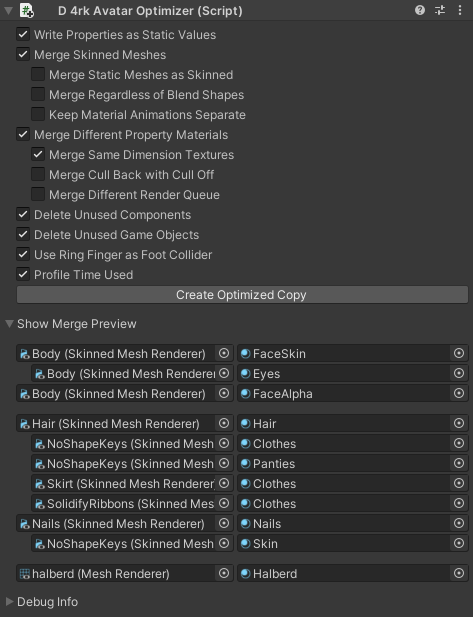 D 4rk Avatar Optimizer (Script)
Write Properties as Static Values
Merge Skinned Meshes
Merge Static Meshes as Skinned
Merge Regardless of Blend Shapes
Keep Material Animations Separate
Merge Different Property Materials
Merge Same Dimension Textures
Merge Cull Back with Cull Off
Merge Different Render Queue
Delete Unused Components
Delete Unused Game Objects
Use Ring Finger as Foot Collider
Profile Time Used
Create Optimized Copy
Show Merge Preview
Body (Skinned Mesh Renderer) FaceSkin
Body (Skinned Mesh Renderer Eyes
Body (Skinned Mesh Renderer) FaceAlpha
Hair (Skinned Mesh Renderer) Hair
NoShapeKeys (Skinned Mesh Clothes
NoShapeKeys (Skinned Mesh Panties
Skirt (Skinned Mesh Renderer Clothes
SolidifyRibbons (Skinned Mes Clothes
Nails (Skinned Mesh Renderer) Nails
NoShapeKeys (Skinned Mesh Skin
halberd (Mesh Renderer) Halberd
Debug Info